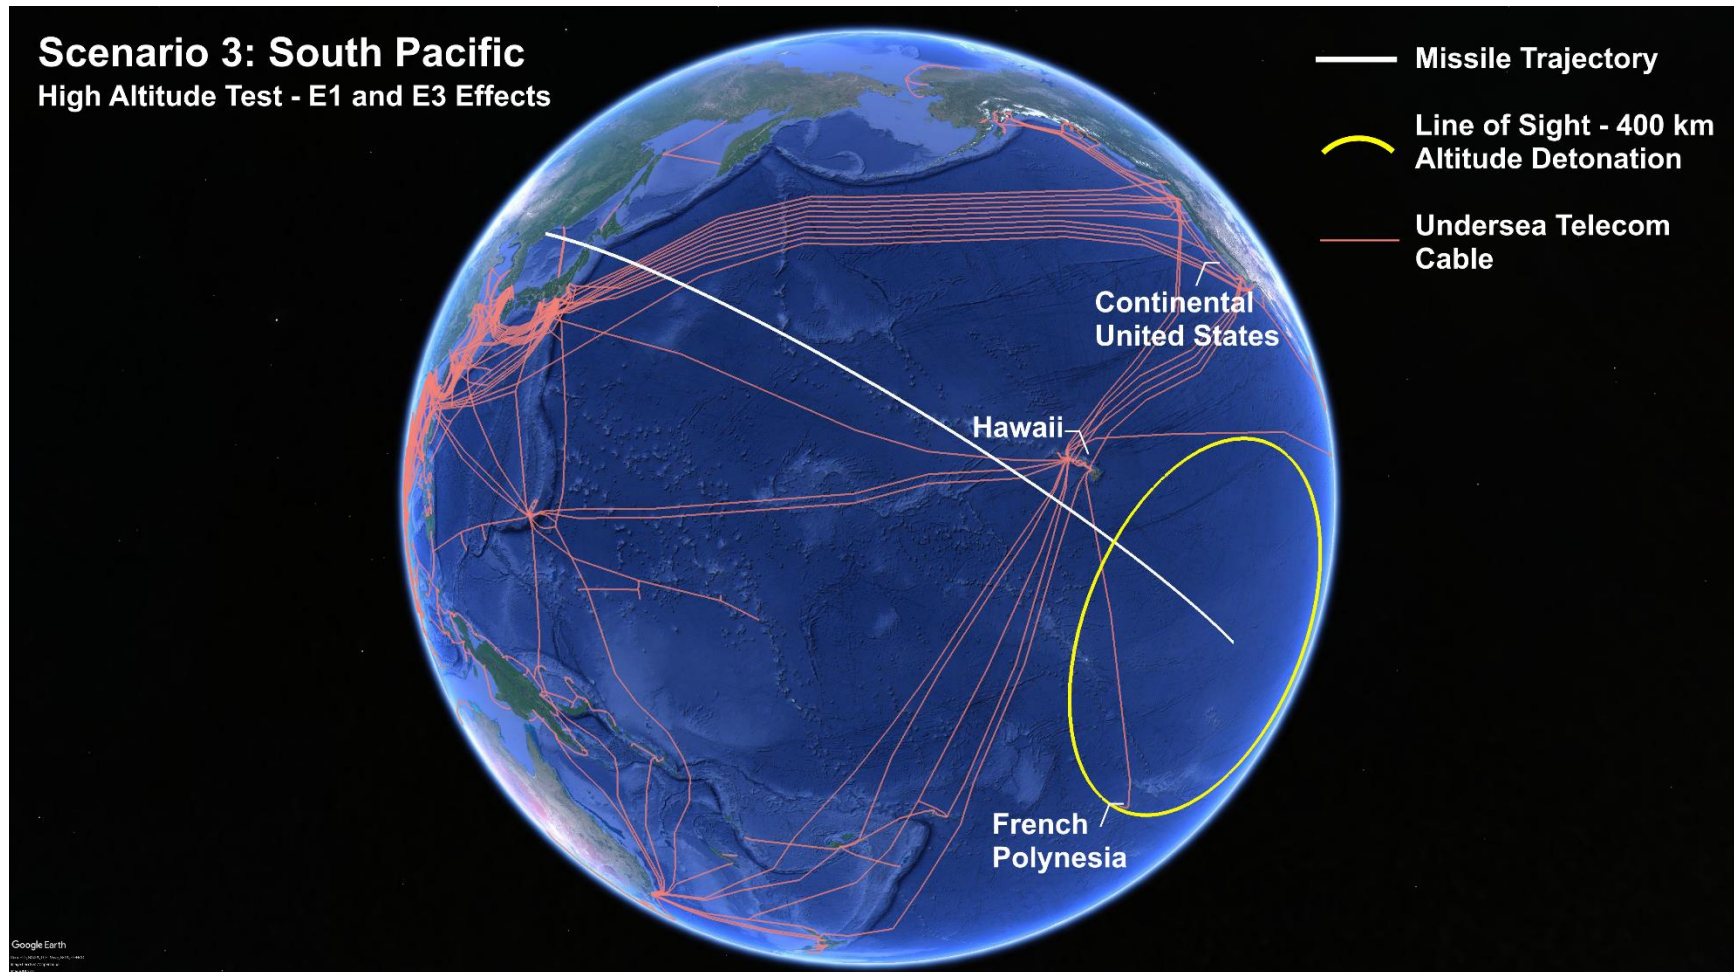 Scenario 3: South Pacific
High Altitude Test - E1 and E3 Effects
Missile Trajectory
Line of Sight - 400 km
Altitude Detonation
Undersea Telecom
Cable
Continental
United States
Hawaii
French
Polynesia
Google Earth